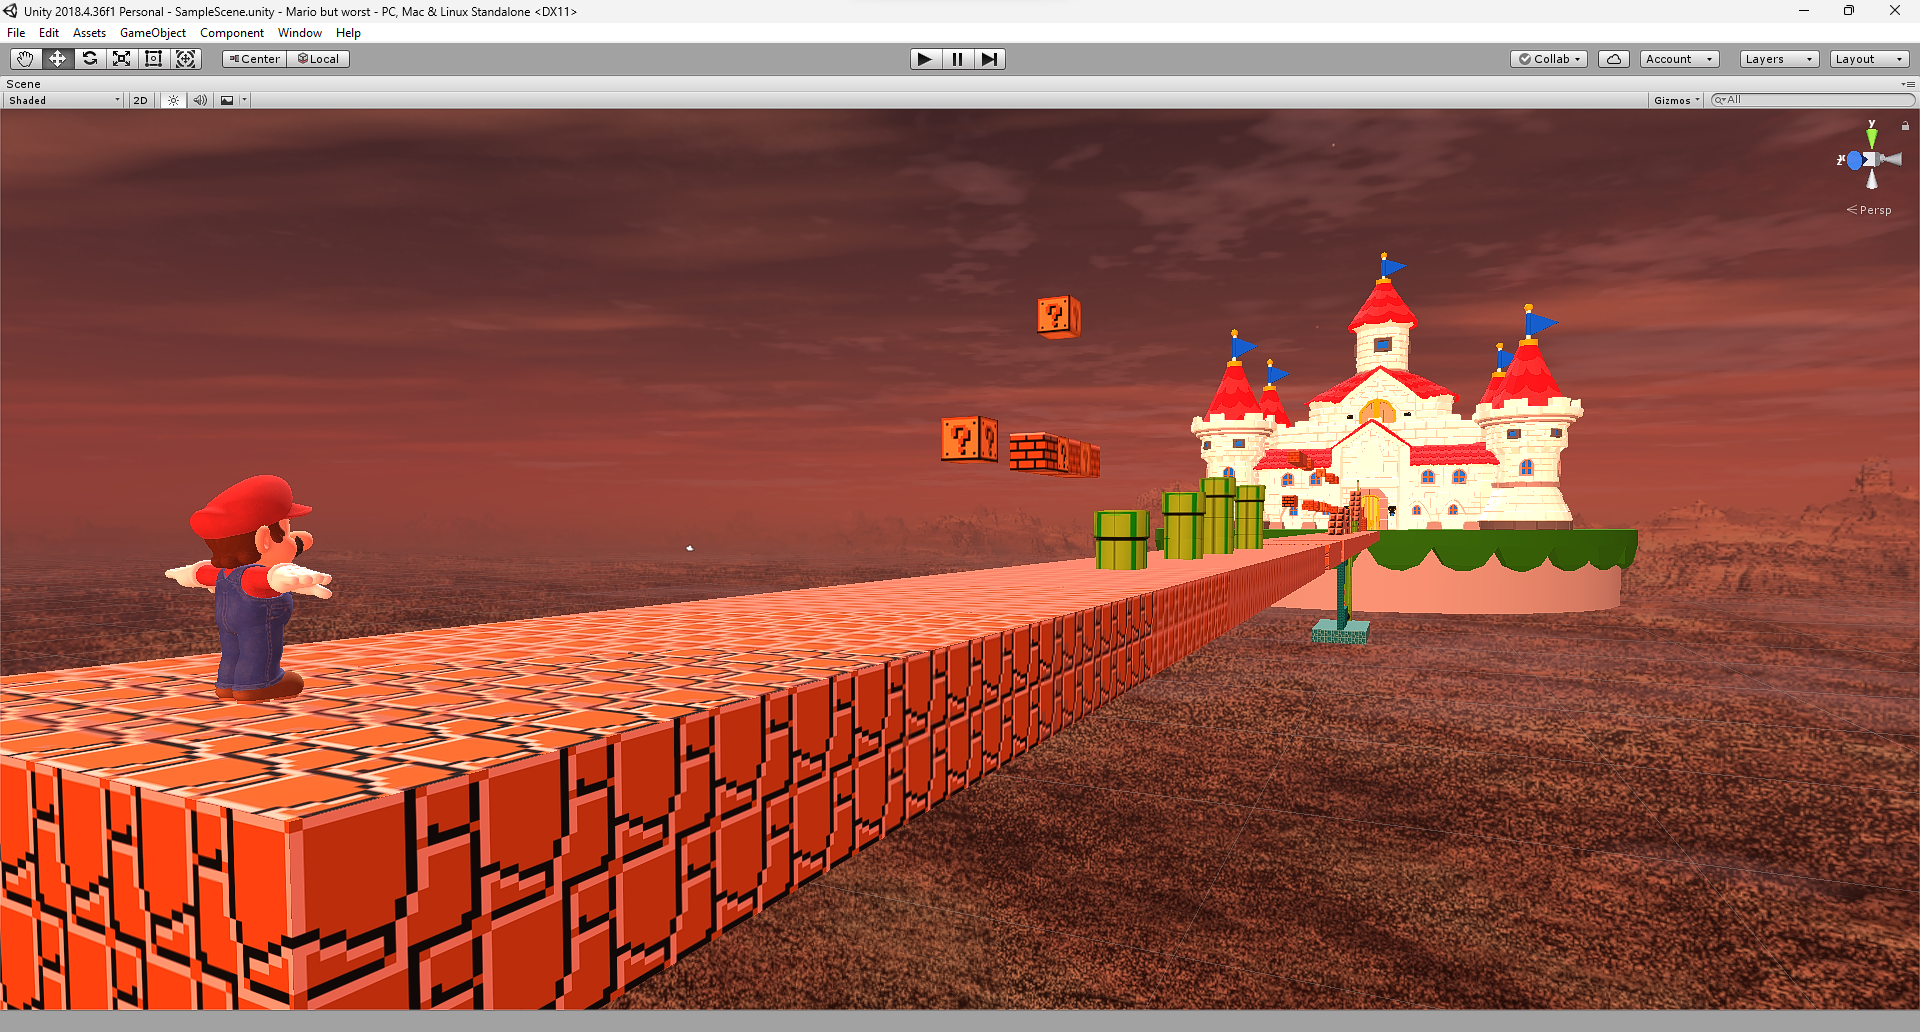 Unity 2018.4.36f1 Personal - SampleScene.unity - Mario but worst - PC, Mac & Linux Standalone <DX11>
File Edit Assets GameObject Component Window Help
Center Local Collab Account Layers Layout
Scene
Shaded 2D Gizmos All
y
z
< Persp
?
? ?